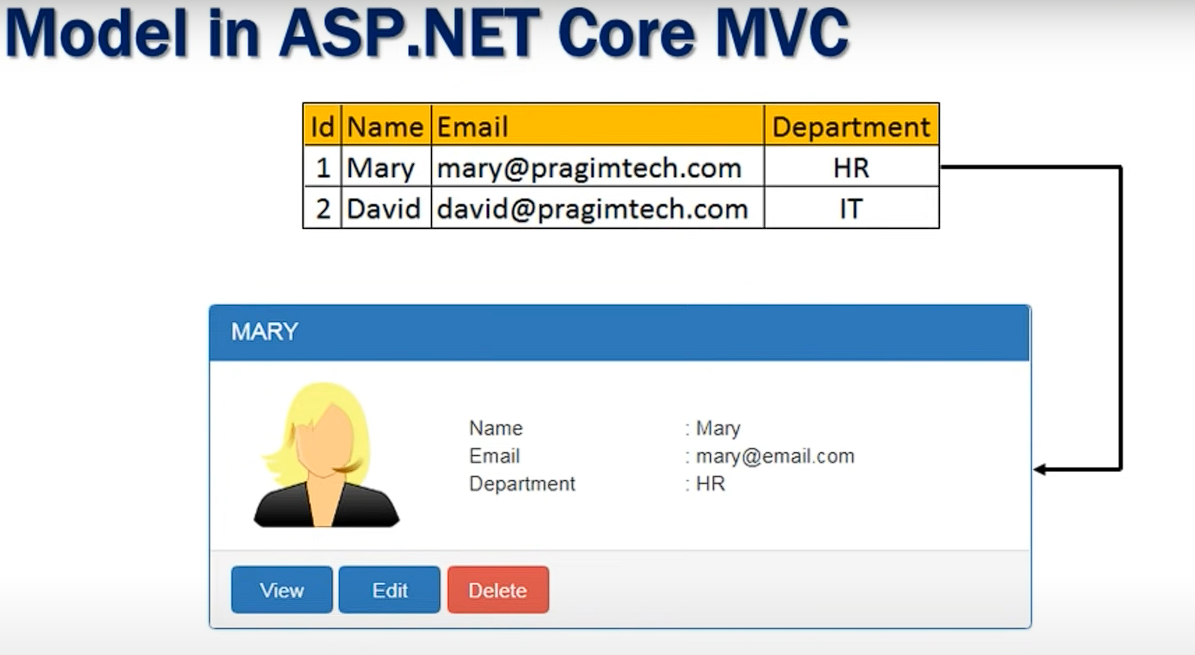 Model in ASP.NET Core MVC
Id Name Email Department
1 Mary mary@pragimtech.com HR
2 David david@pragimtech.com IT
MARY
Name : Mary
Email : mary@email.com
Department : HR
View Edit Delete